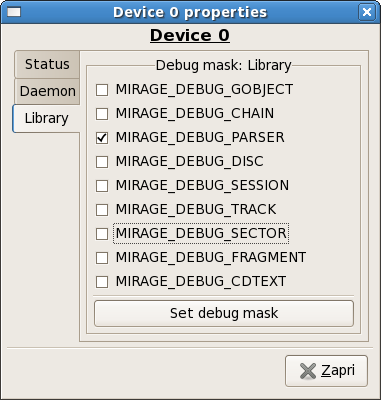 Device 0 properties
Device 0
Status
Daemon
Library
Debug mask: Library
MIRAGE_DEBUG_GOBJECT
MIRAGE_DEBUG_CHAIN
MIRAGE_DEBUG_PARSER
MIRAGE_DEBUG_DISC
MIRAGE_DEBUG_SESSION
MIRAGE_DEBUG_TRACK
MIRAGE_DEBUG_SECTOR
MIRAGE_DEBUG_FRAGMENT
MIRAGE_DEBUG_CDTEXT
Set debug mask
Zapri